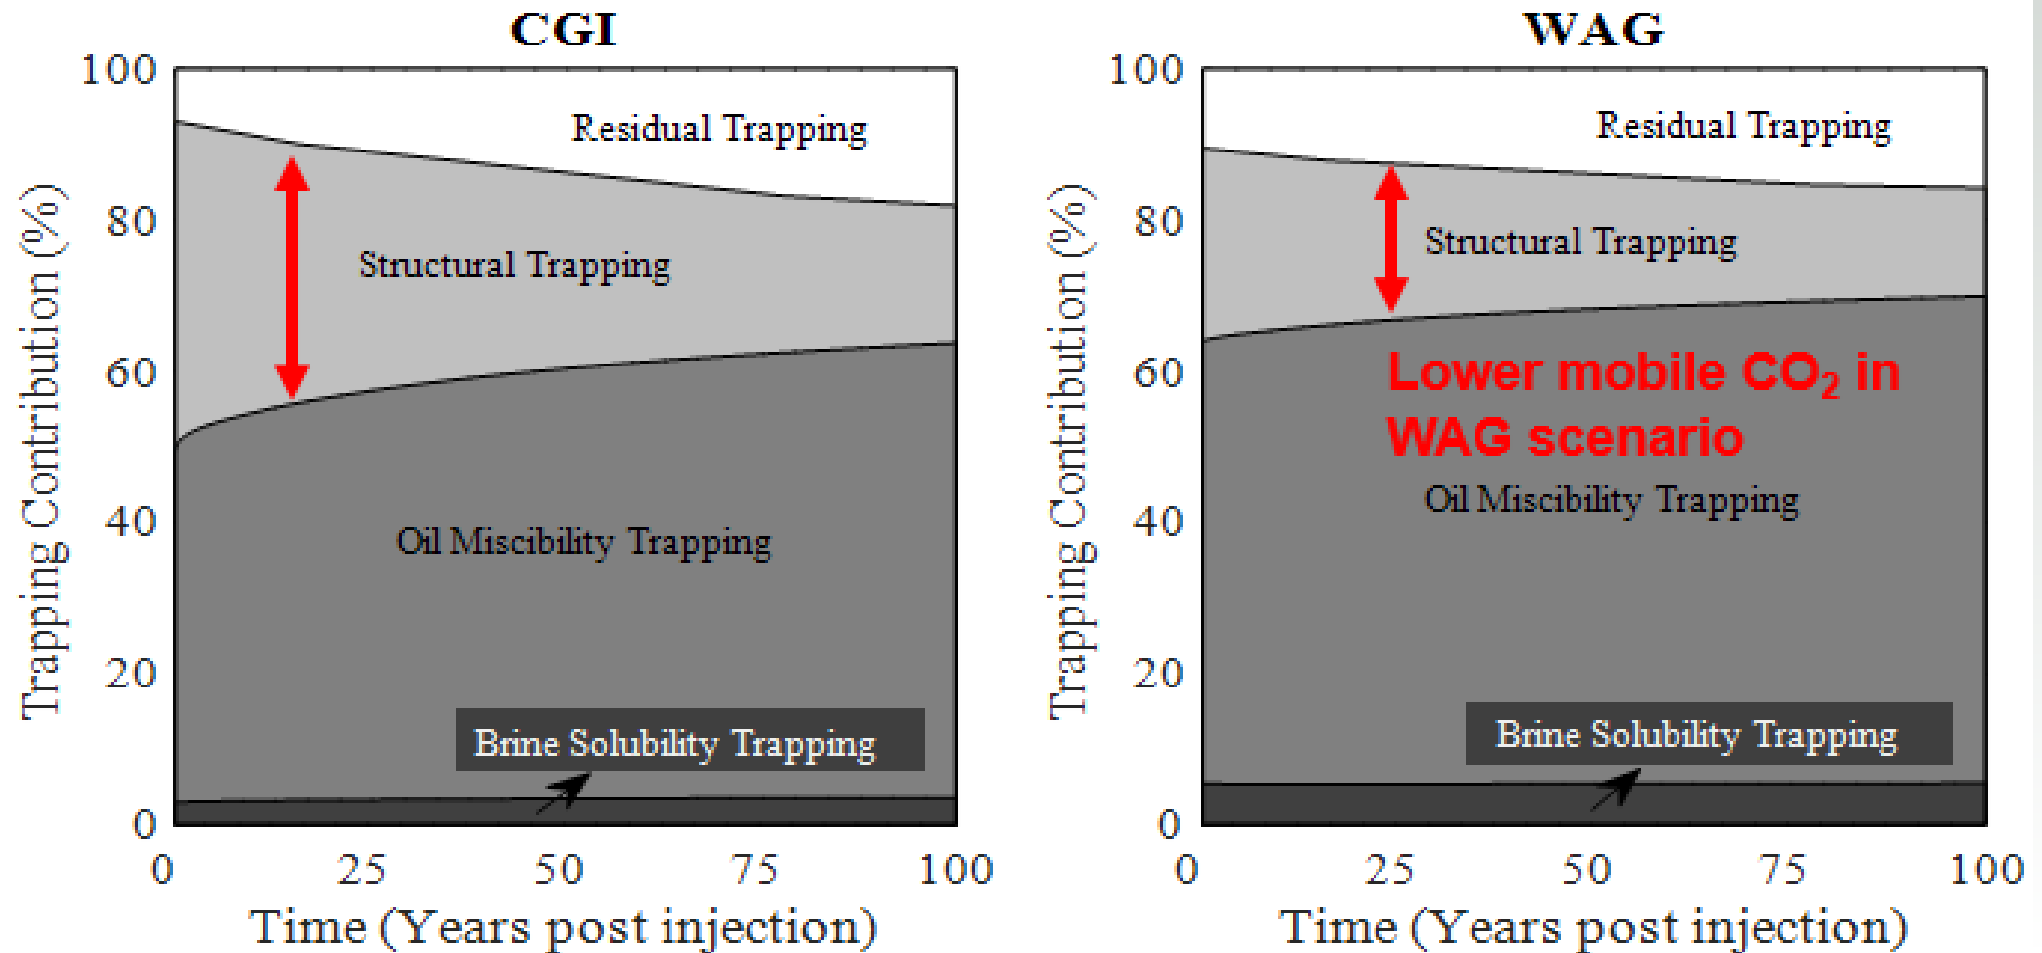 CGI
100
80
60
40
20
0
Trapping Contribution (%)
Residual Trapping
Structural Trapping
Oil Miscibility Trapping
Brine Solubility Trapping
0 25 50 75 100
Time (Years post injection)
WAG
100
80
60
40
20
0
Trapping Contribution (%)
Residual Trapping
Structural Trapping
Lower mobile CO₂ in
WAG scenario
Oil Miscibility Trapping
Brine Solubility Trapping
0 25 50 75 100
Time (Years post injection)